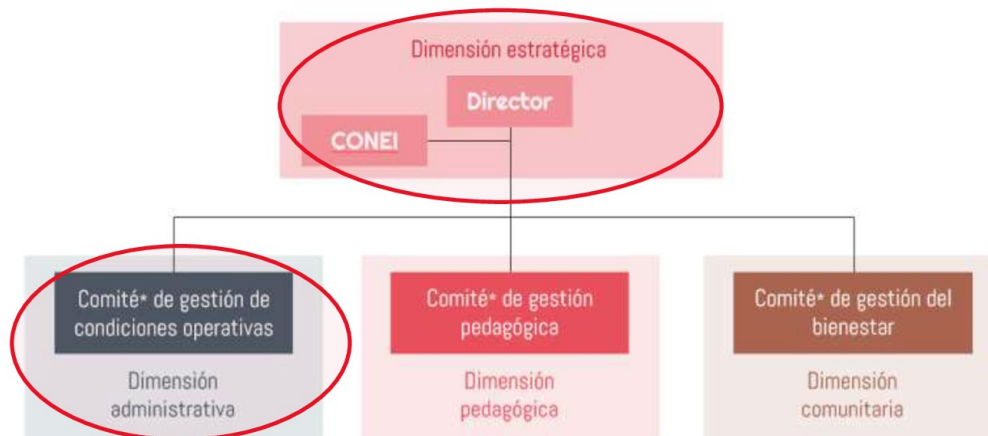 Dimensión estratégica
Director
CONEI
Comité* de gestión de
condiciones operativas
Dimensión
administrativa
Comité* de gestión
pedagógica
Dimensión
pedagógica
Comité* de gestión del
bienestar
Dimensión
comunitaria